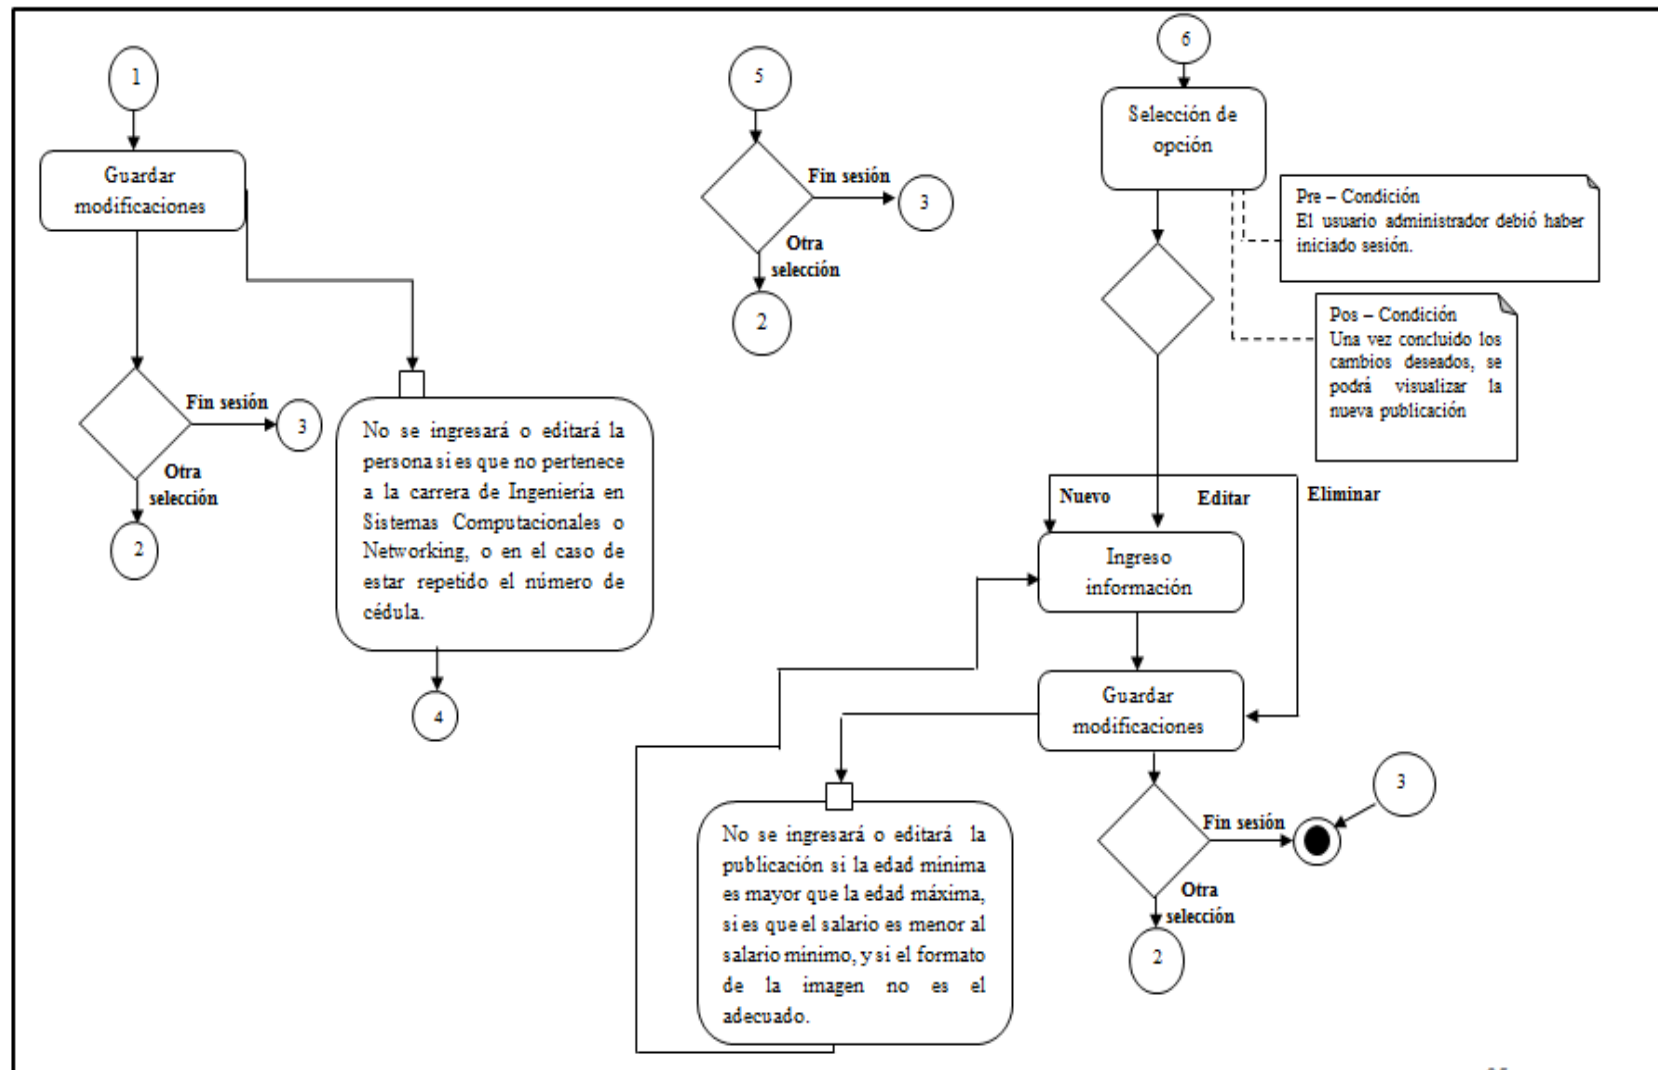 1
Guardar
modificaciones
Fin sesión
3
Otra
selección
2
No se ingresará o editará la
persona si es que no pertenece
a la carrera de Ingeniería en
Sistemas Computacionales o
Networking, o en el caso de
estar repetido el número de
cédula.
4
5
Fin sesión
3
Otra
selección
2
6
Selección de
opción
Pre – Condición
El usuario administrador debió haber
iniciado sesión.
Pos – Condición
Una vez concluido los
cambios deseados, se
podrá visualizar la
nueva publicación
Nuevo
Editar
Eliminar
Ingreso
información
Guardar
modificaciones
No se ingresará o editará la
publicación si la edad mínima
es mayor que la edad máxima,
si es que el salario es menor al
salario mínimo, y si el formato
de la imagen no es el
adecuado.
Fin sesión
3
Otra
selección
2